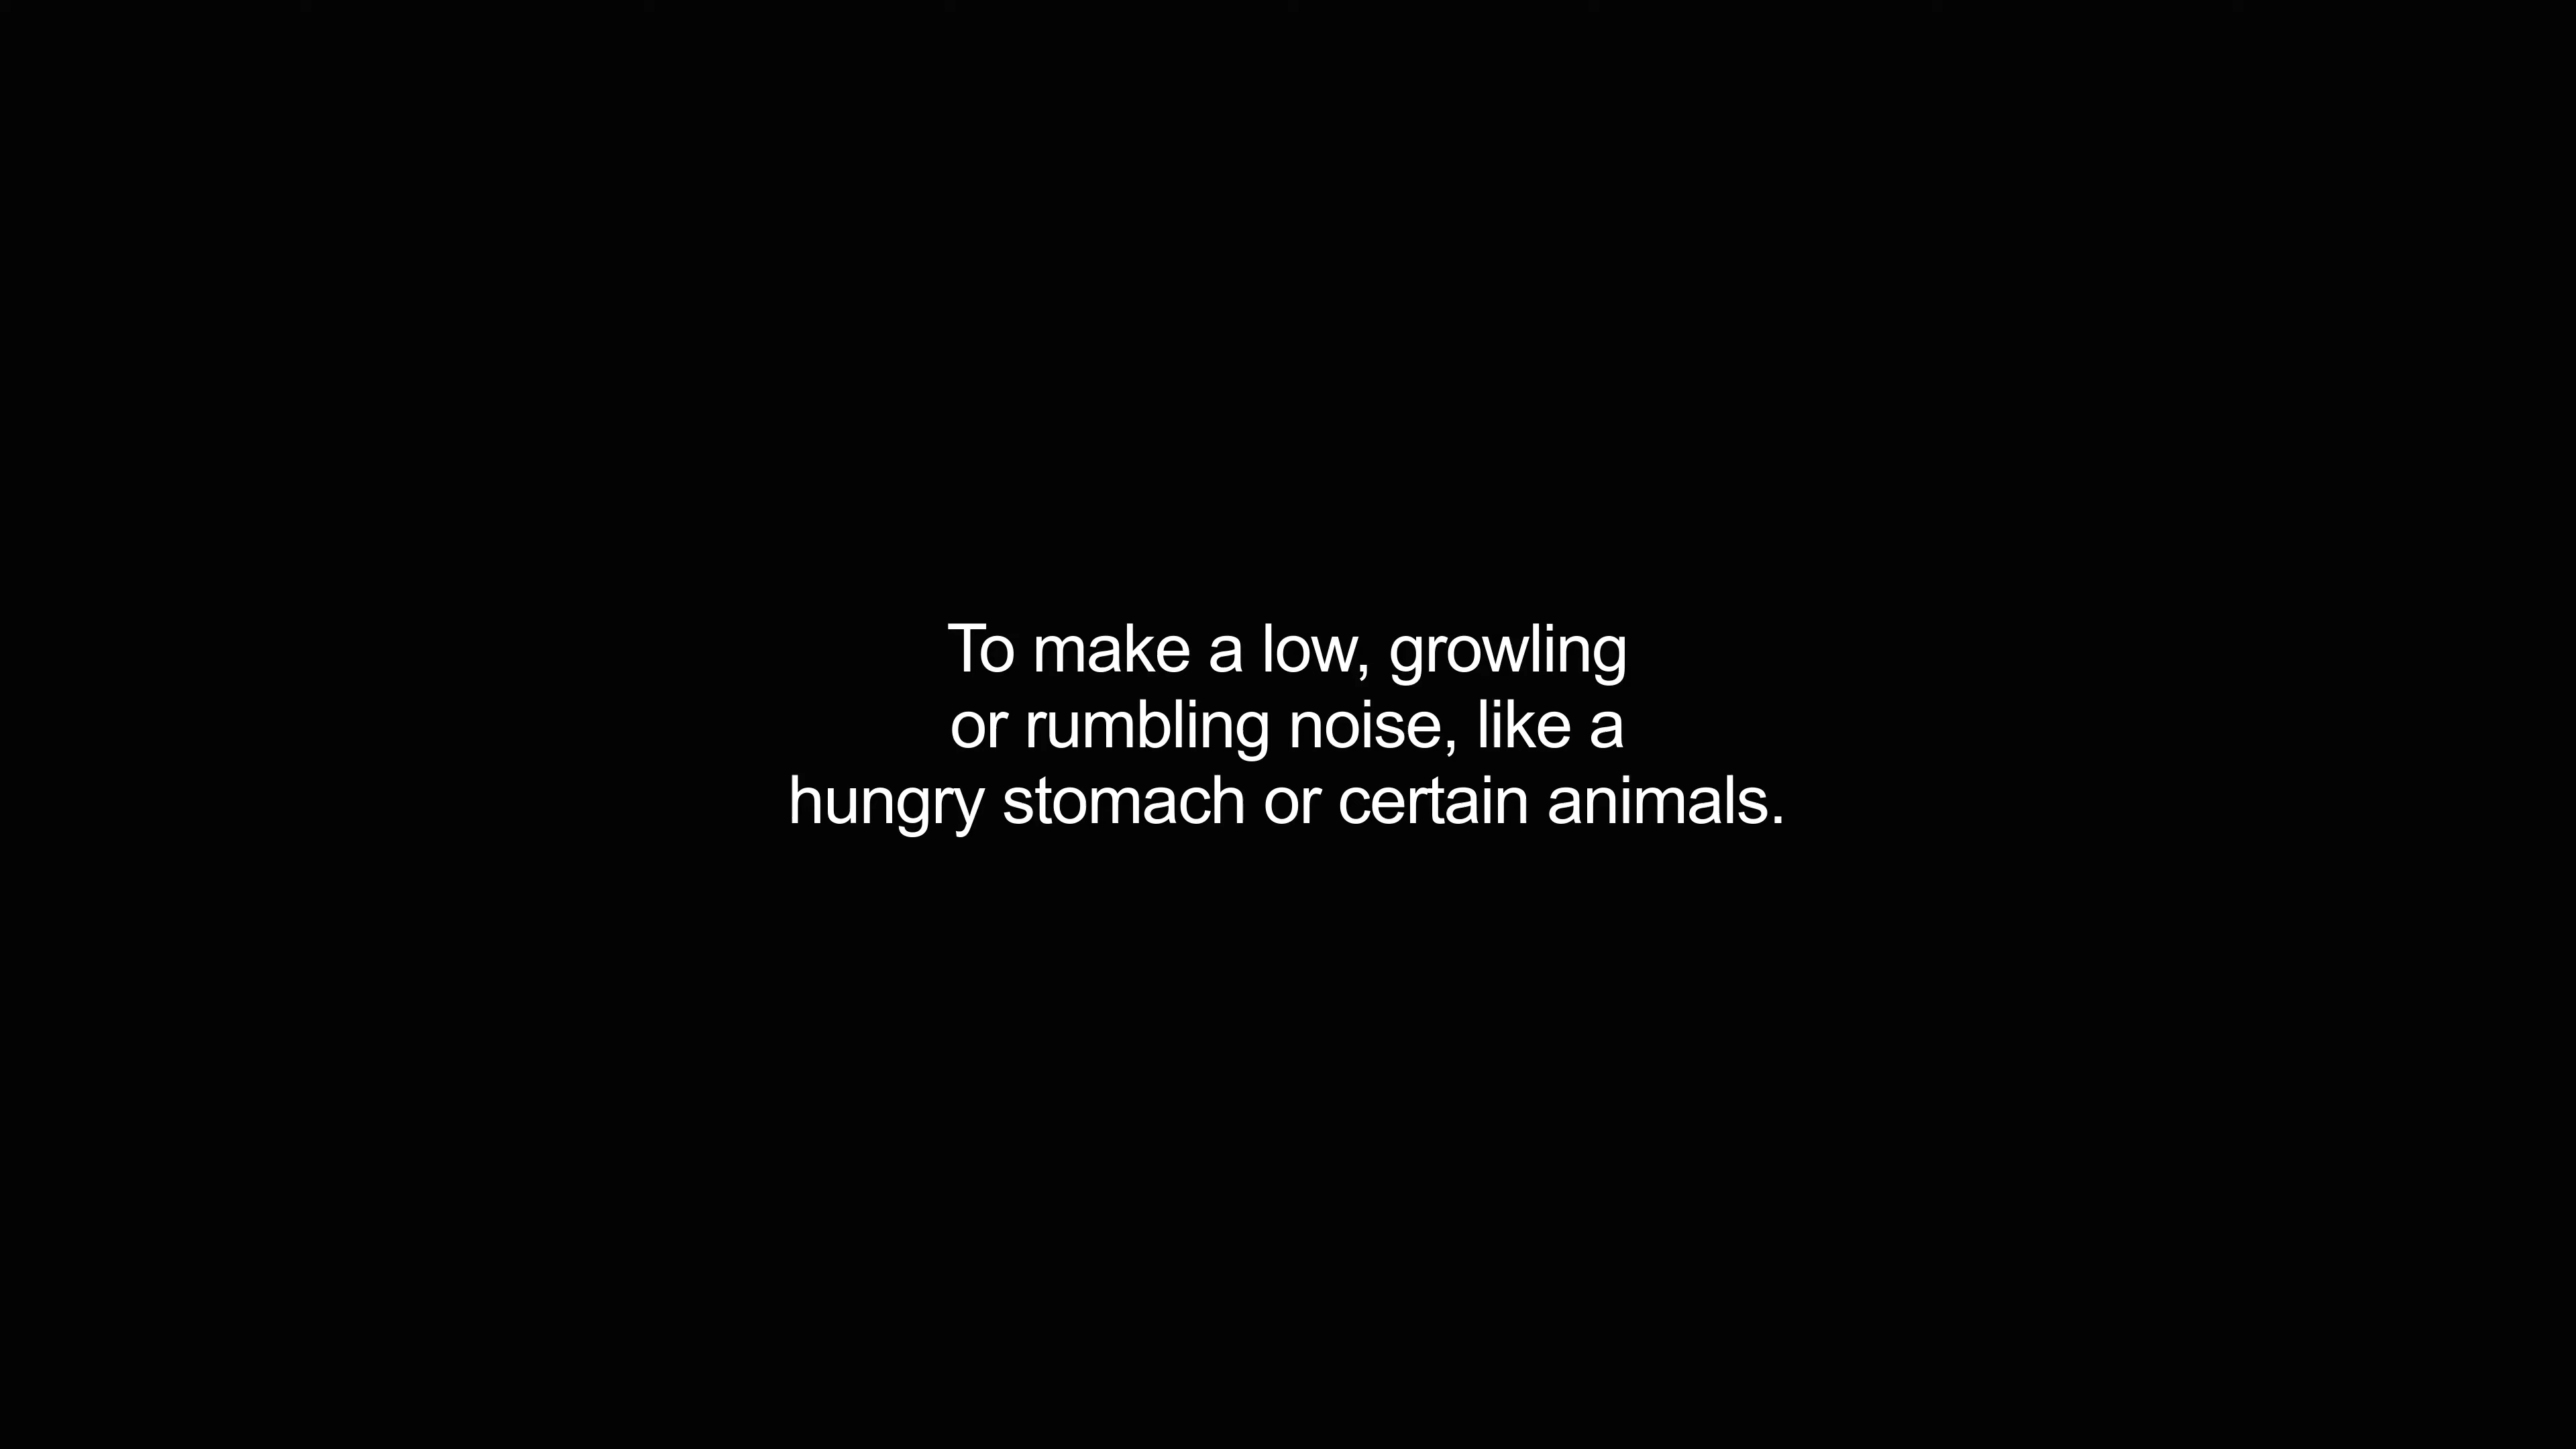 To make a low, growling
or rumbling noise, like a
hungry stomach or certain animals.